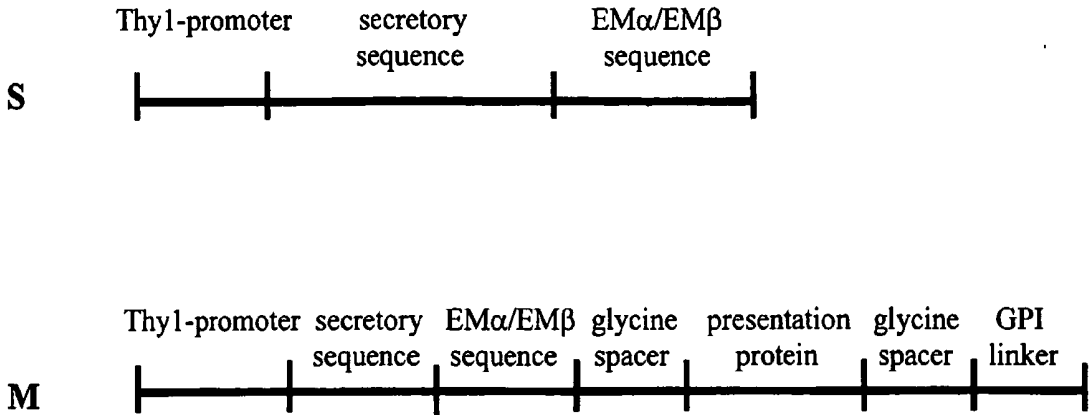 Thy1-promoter secretory EMα/EMβ
sequence sequence
S
Thy1-promoter secretory EMα/EMβ glycine presentation glycine GPI
sequence sequence spacer protein spacer linker
M